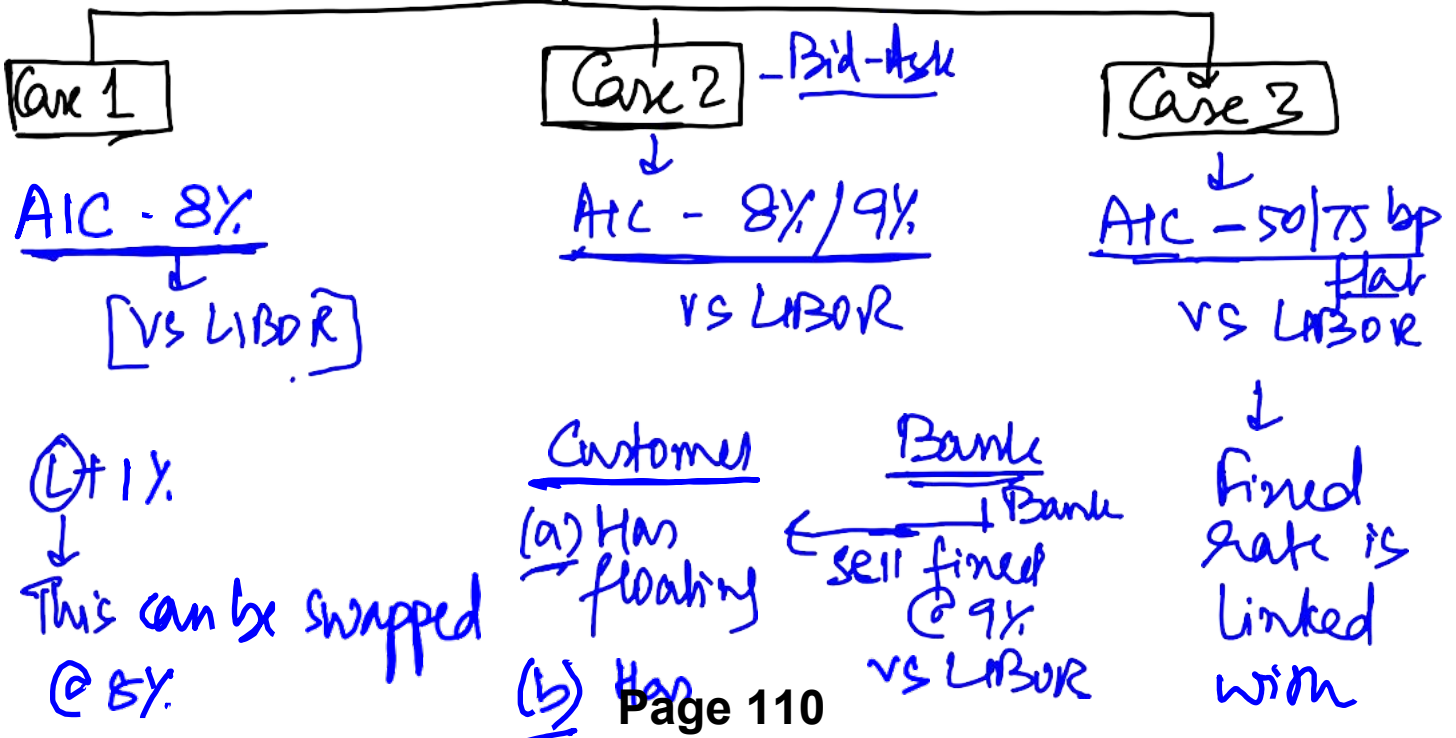 Case 1
AIC - 8%
[VS LIBOR]
L + 1%
This can be swapped
@ 8%
Case 2 - Bid-Ask
AIC - 8% / 9%
VS LIBOR
Customer
(a) Has
floating
(b) Has
Bank
Bank
sell fixed
@ 9%
VS LIBOR
Case 3
AIC - 50/75 bp
flat
VS LIBOR
Fixed
rate is
linked
with
Page 110